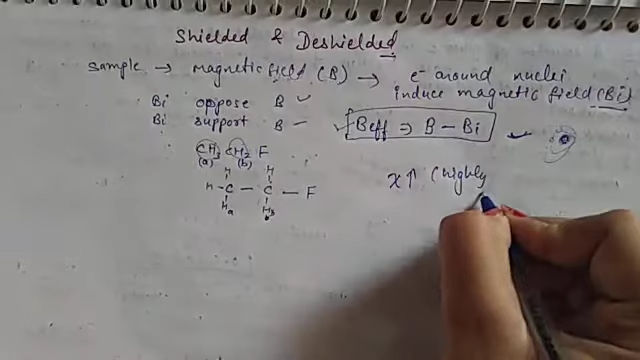 Shielded & Deshielded
Sample → magnetic field (B) → e⁻ around nuclei
induce magnetic field (Bi)
Bi oppose B ✓
Bi support B –
Beff ⇒ B – Bi
CH3 CH2 F
(a) (b)
H H
H – C – C – F
Ha Hb
x↑ (highly